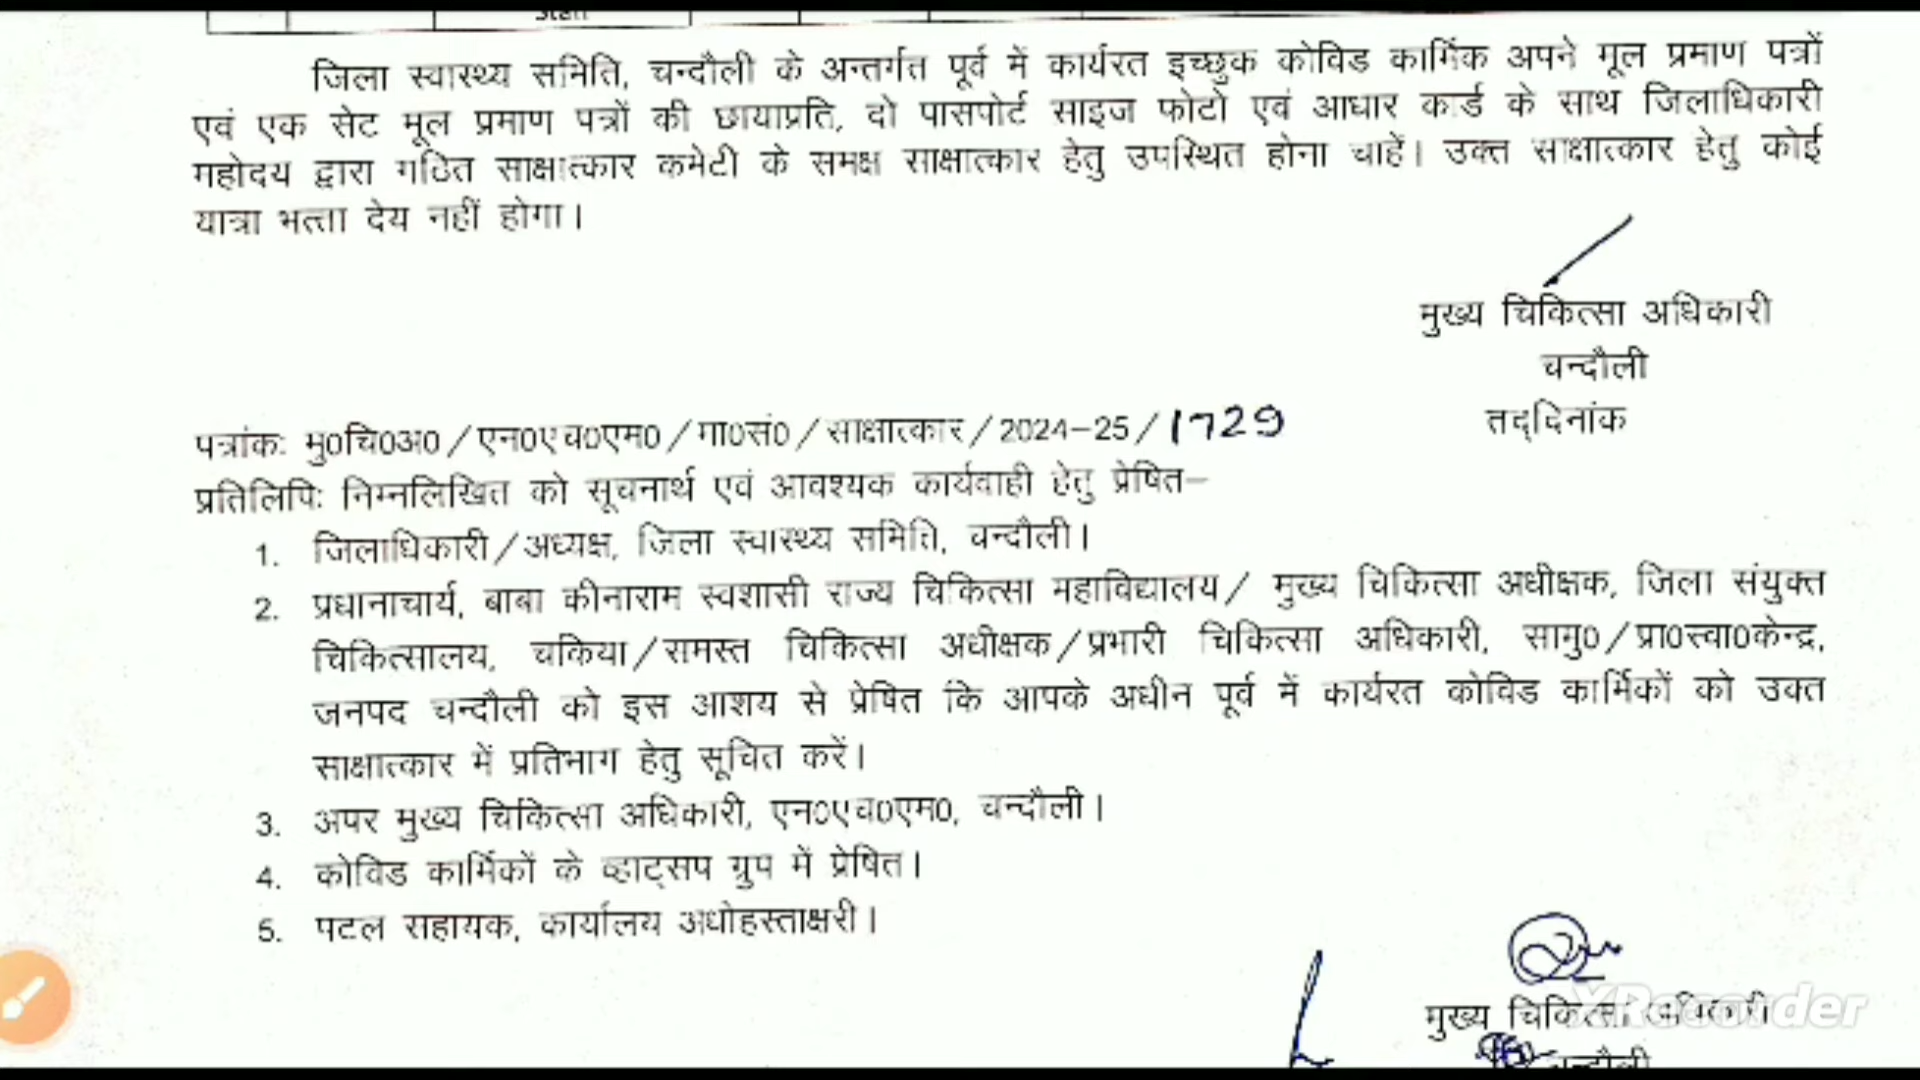 Staff
जिला स्वास्थ्य समिति, चन्दौली के अन्तर्गत पूर्व में कार्यरत इच्छुक कोविड कार्मिक अपने मूल प्रमाण पत्रों
एवं एक सेट मूल प्रमाण पत्रों की छायाप्रति, दो पासपोर्ट साइज फोटो एवं आधार कार्ड के साथ जिलाधिकारी
महोदय द्वारा गठित साक्षात्कार कमेटी के समक्ष साक्षात्कार हेतु उपस्थित होना चाहें। उक्त साक्षात्कार हेतु कोई
यात्रा भत्ता देय नहीं होगा।
मुख्य चिकित्सा अधिकारी
चन्दौली
पत्रांकः मु0चि0अ0/एन0एच0एम0/मा0सं0/साक्षात्कार/2024-25/1729 तद्दिनांक
प्रतिलिपिः निम्नलिखित को सूचनार्थ एवं आवश्यक कार्यवाही हेतु प्रेषित-
1. जिलाधिकारी/अध्यक्ष, जिला स्वास्थ्य समिति, चन्दौली।
2. प्रधानाचार्य, बाबा कीनाराम स्वशासी राज्य चिकित्सा महाविद्यालय/ मुख्य चिकित्सा अधीक्षक, जिला संयुक्त
चिकित्सालय, चकिया/समस्त चिकित्सा अधीक्षक/प्रभारी चिकित्सा अधिकारी, सामु0/प्रा0स्वा0केन्द्र,
जनपद चन्दौली को इस आशय से प्रेषित कि आपके अधीन पूर्व में कार्यरत कोविड कार्मिकों को उक्त
साक्षात्कार में प्रतिभाग हेतु सूचित करें।
3. अपर मुख्य चिकित्सा अधिकारी, एन0एच0एम0, चन्दौली।
4. कोविड कार्मिकों के व्हाट्सप ग्रुप में प्रेषित।
5. पटल सहायक, कार्यालय अधोहस्ताक्षरी।
मुख्य चिकित्सा अधिकारी
XRecorder
चन्दौली